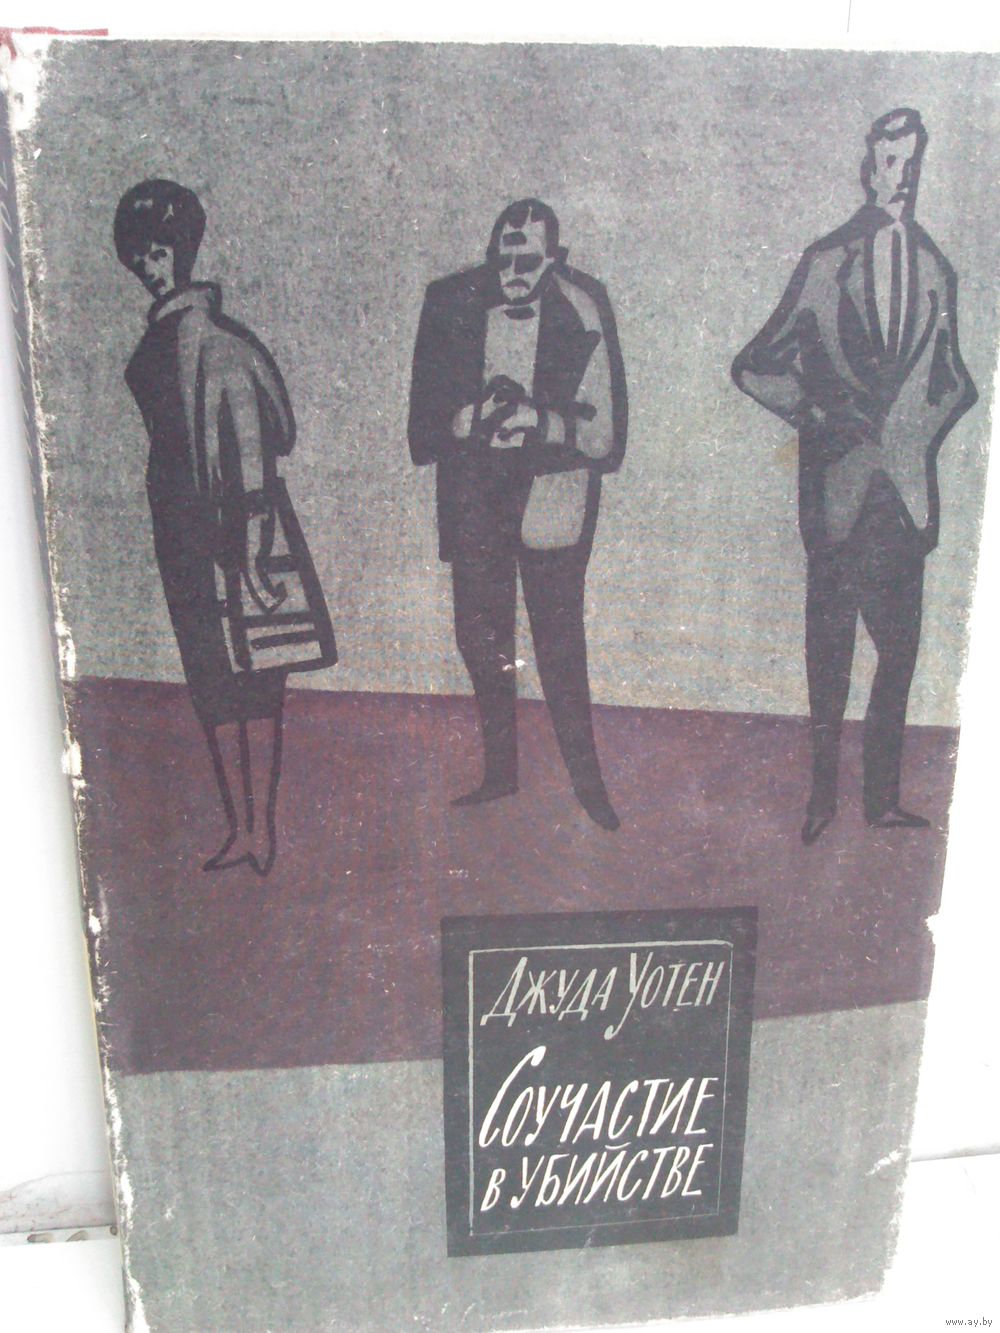 Джуда Уотен
Соучастие
в убийстве
www.ay.by